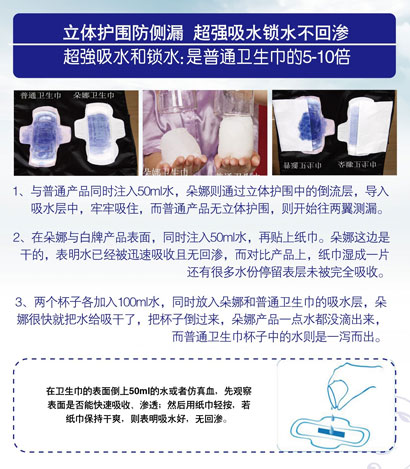 立体护围防侧漏 超强吸水锁水不回渗
超強吸水和锁水:是普通卫生巾的5-10倍
普通卫生巾 朵娜卫生巾
朵娜卫生巾 普通卫生巾
1、与普通产品同时注入50ml水，朵娜则通过立体护围中的倒流层，导入
吸水层中，牢牢吸住，而普通产品无立体护围，则开始往两翼测漏。
2、在朵娜与白牌产品表面，同时注入50ml水，再贴上纸巾。朵娜这边是
干的，表明水已经被迅速吸收且无回渗，而对比产品上，纸巾湿成一片
还有很多水份停留表层未被完全吸收。
3、两个杯子各加入100ml水，同时放入朵娜和普通卫生巾的吸水层，朵
娜很快就把水给吸干了，把杯子倒过来，朵娜产品一点水都没滴出来，
而普通卫生巾杯子中的水则是一泻而出。
在卫生巾的表面倒上50ml的水或者仿真血，先观察
表面是否能快速吸收、渗透；然后用纸巾轻按，若
纸巾保持干爽，则表明吸水好，无回渗。